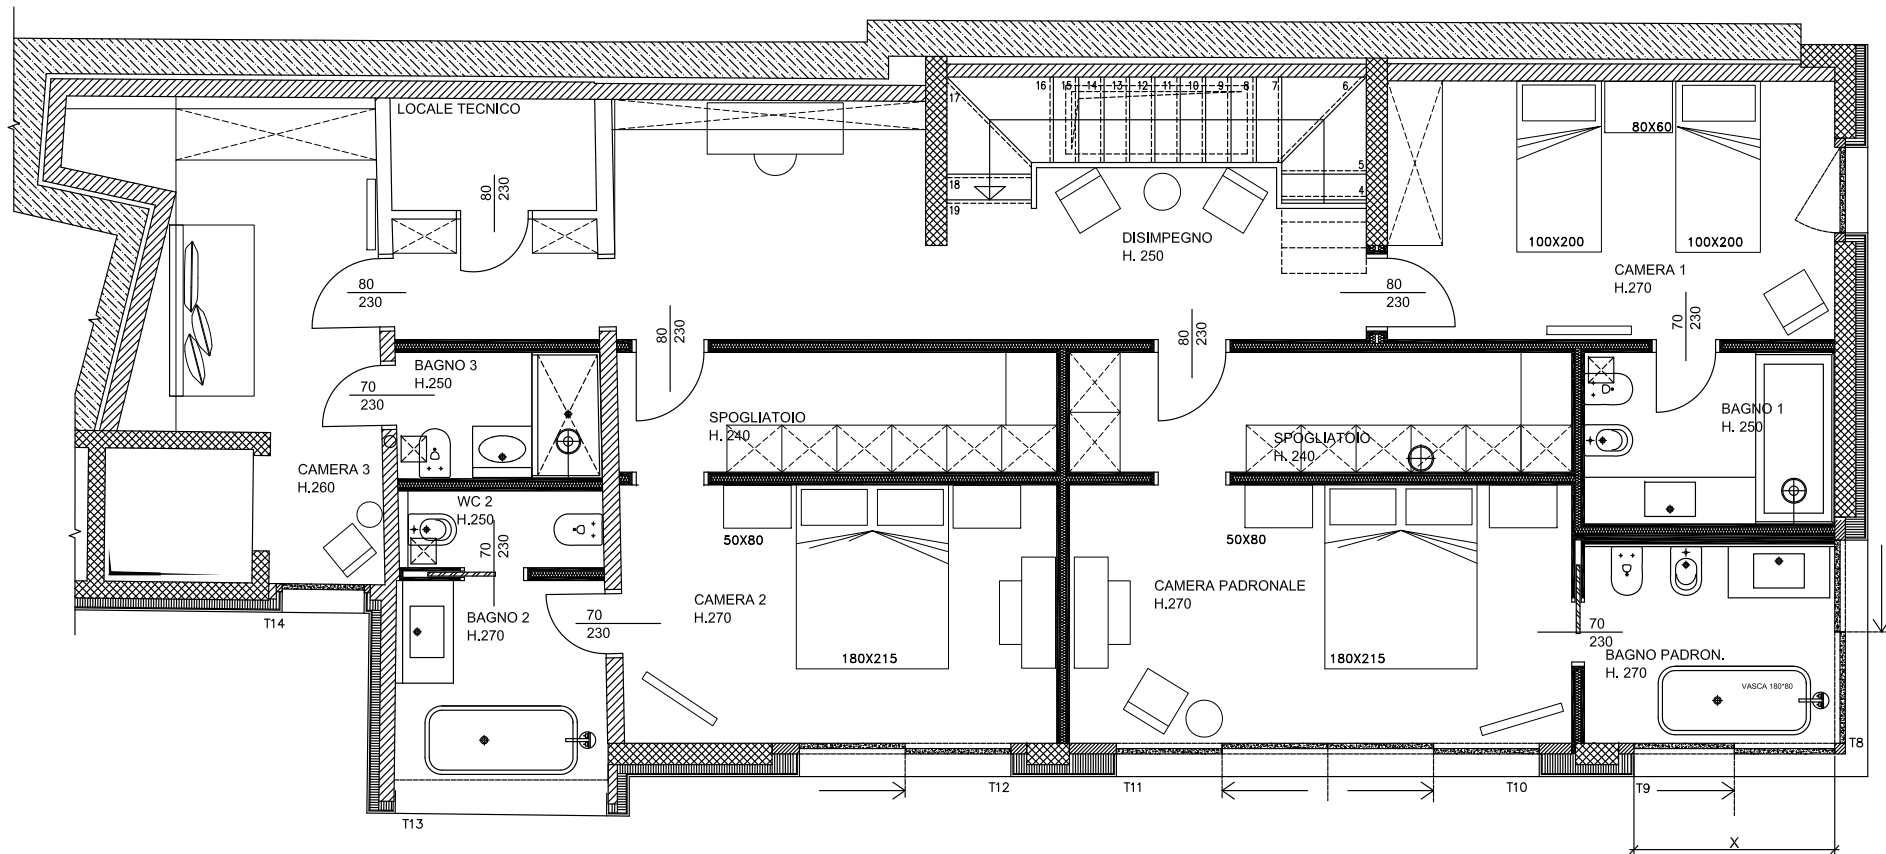 LOCALE TECNICO
17
16
9
15
14
13
12
11
10
9
8
7
6
5
4
18
19
80X60
100X200
100X200
80
230
DISIMPEGNO
H. 250
CAMERA 1
H.270
80
230
80
230
80
230
80
230
70
230
BAGNO 3
H.250
70
230
SPOGLIATOIO
H. 240
SPOGLIATOIO
H. 240
BAGNO 1
H. 250
CAMERA 3
H.260
WC 2
H.250
70
230
50X80
50X80
CAMERA 2
H.270
CAMERA PADRONALE
H.270
BAGNO 2
H.270
70
230
70
230
BAGNO PADRON.
H. 270
180X215
180X215
VASCA 180*80
T14
T13
T12
T11
T10
T9
T8
X